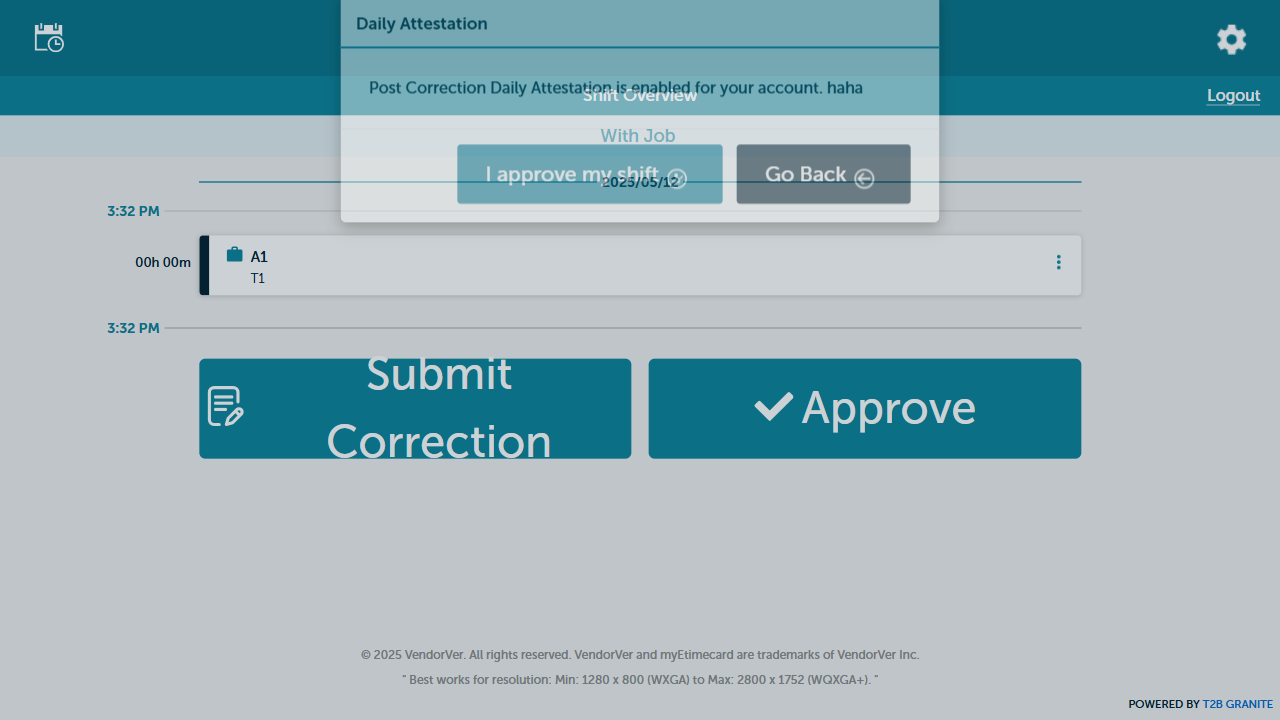 Daily Attestation
Post Correction Daily Attestation is enabled for your account. haha
Shift Overview
Logout
With Job
I approve my shift
Go Back
2025/05/12
3:32 PM
00h 00m
A1
T1
3:32 PM
Submit
Correction
Approve
© 2025 VendorVer. All rights reserved. VendorVer and myEtimecard are trademarks of VendorVer Inc.
" Best works for resolution: Min: 1280 x 800 (WXGA) to Max: 2800 x 1752 (WQXGA+). "
POWERED BY T2B GRANITE